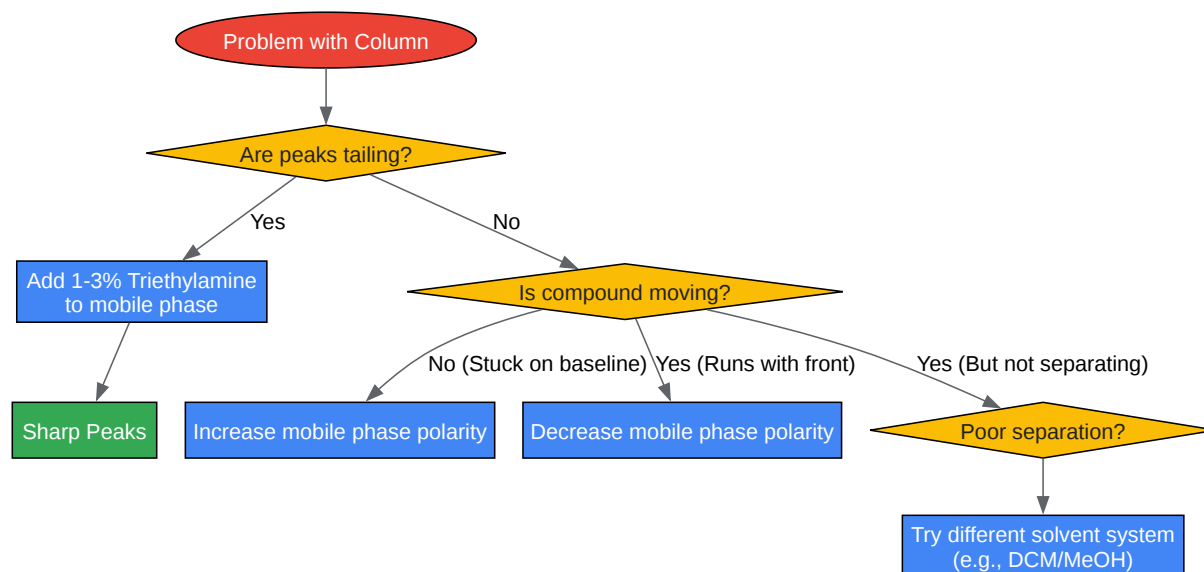 Problem with Column
Are peaks tailing?
Yes
No
Add 1-3% Triethylamine
to mobile phase
Is compound moving?
No (Stuck on baseline)
Yes (Runs with front)
Yes (But not separating)
Sharp Peaks
Increase mobile phase polarity
Decrease mobile phase polarity
Poor separation?
Try different solvent system
(e.g., DCM/MeOH)